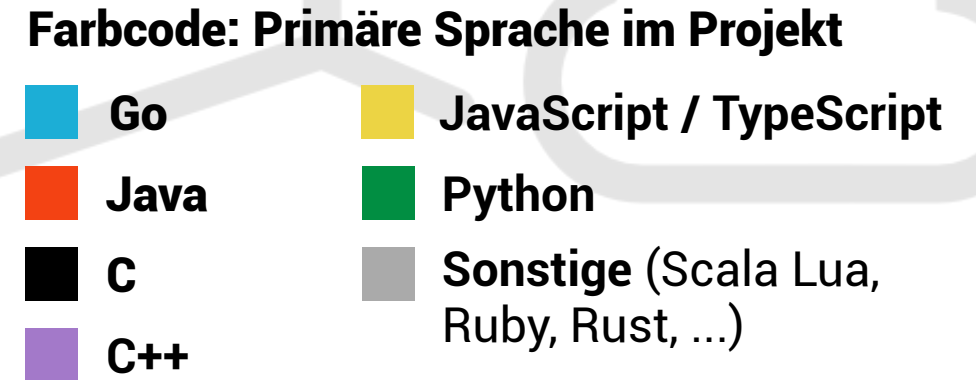 Farbcode: Primäre Sprache im Projekt
Go
Java
C
C++
JavaScript / TypeScript
Python
Sonstige (Scala Lua,
Ruby, Rust, ...)